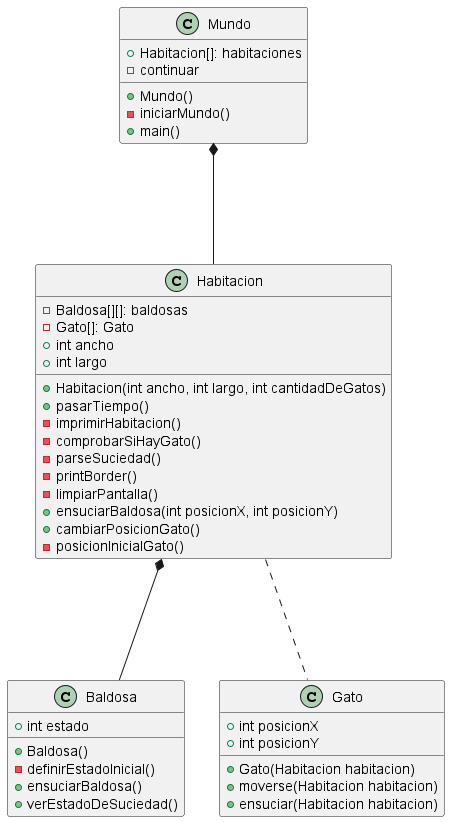 C Mundo
Habitacion[]: habitaciones
continuar
Mundo()
iniciarMundo()
main()
C Habitacion
Baldosa[][]: baldosas
Gato[]: Gato
int ancho
int largo
Habitacion(int ancho, int largo, int cantidadDeGatos)
pasarTiempo()
imprimirHabitacion()
comprobarSiHayGato()
parseSuciedad()
printBorder()
limpiarPantalla()
ensuciarBaldosa(int posicionX, int posicionY)
cambiarPosicionGato()
posicionInicialGato()
C Baldosa
int estado
Baldosa()
definirEstadoInicial()
ensuciarBaldosa()
verEstadoDeSuciedad()
C Gato
int posicionX
int posicionY
Gato(Habitacion habitacion)
moverse(Habitacion habitacion)
ensuciar(Habitacion habitacion)